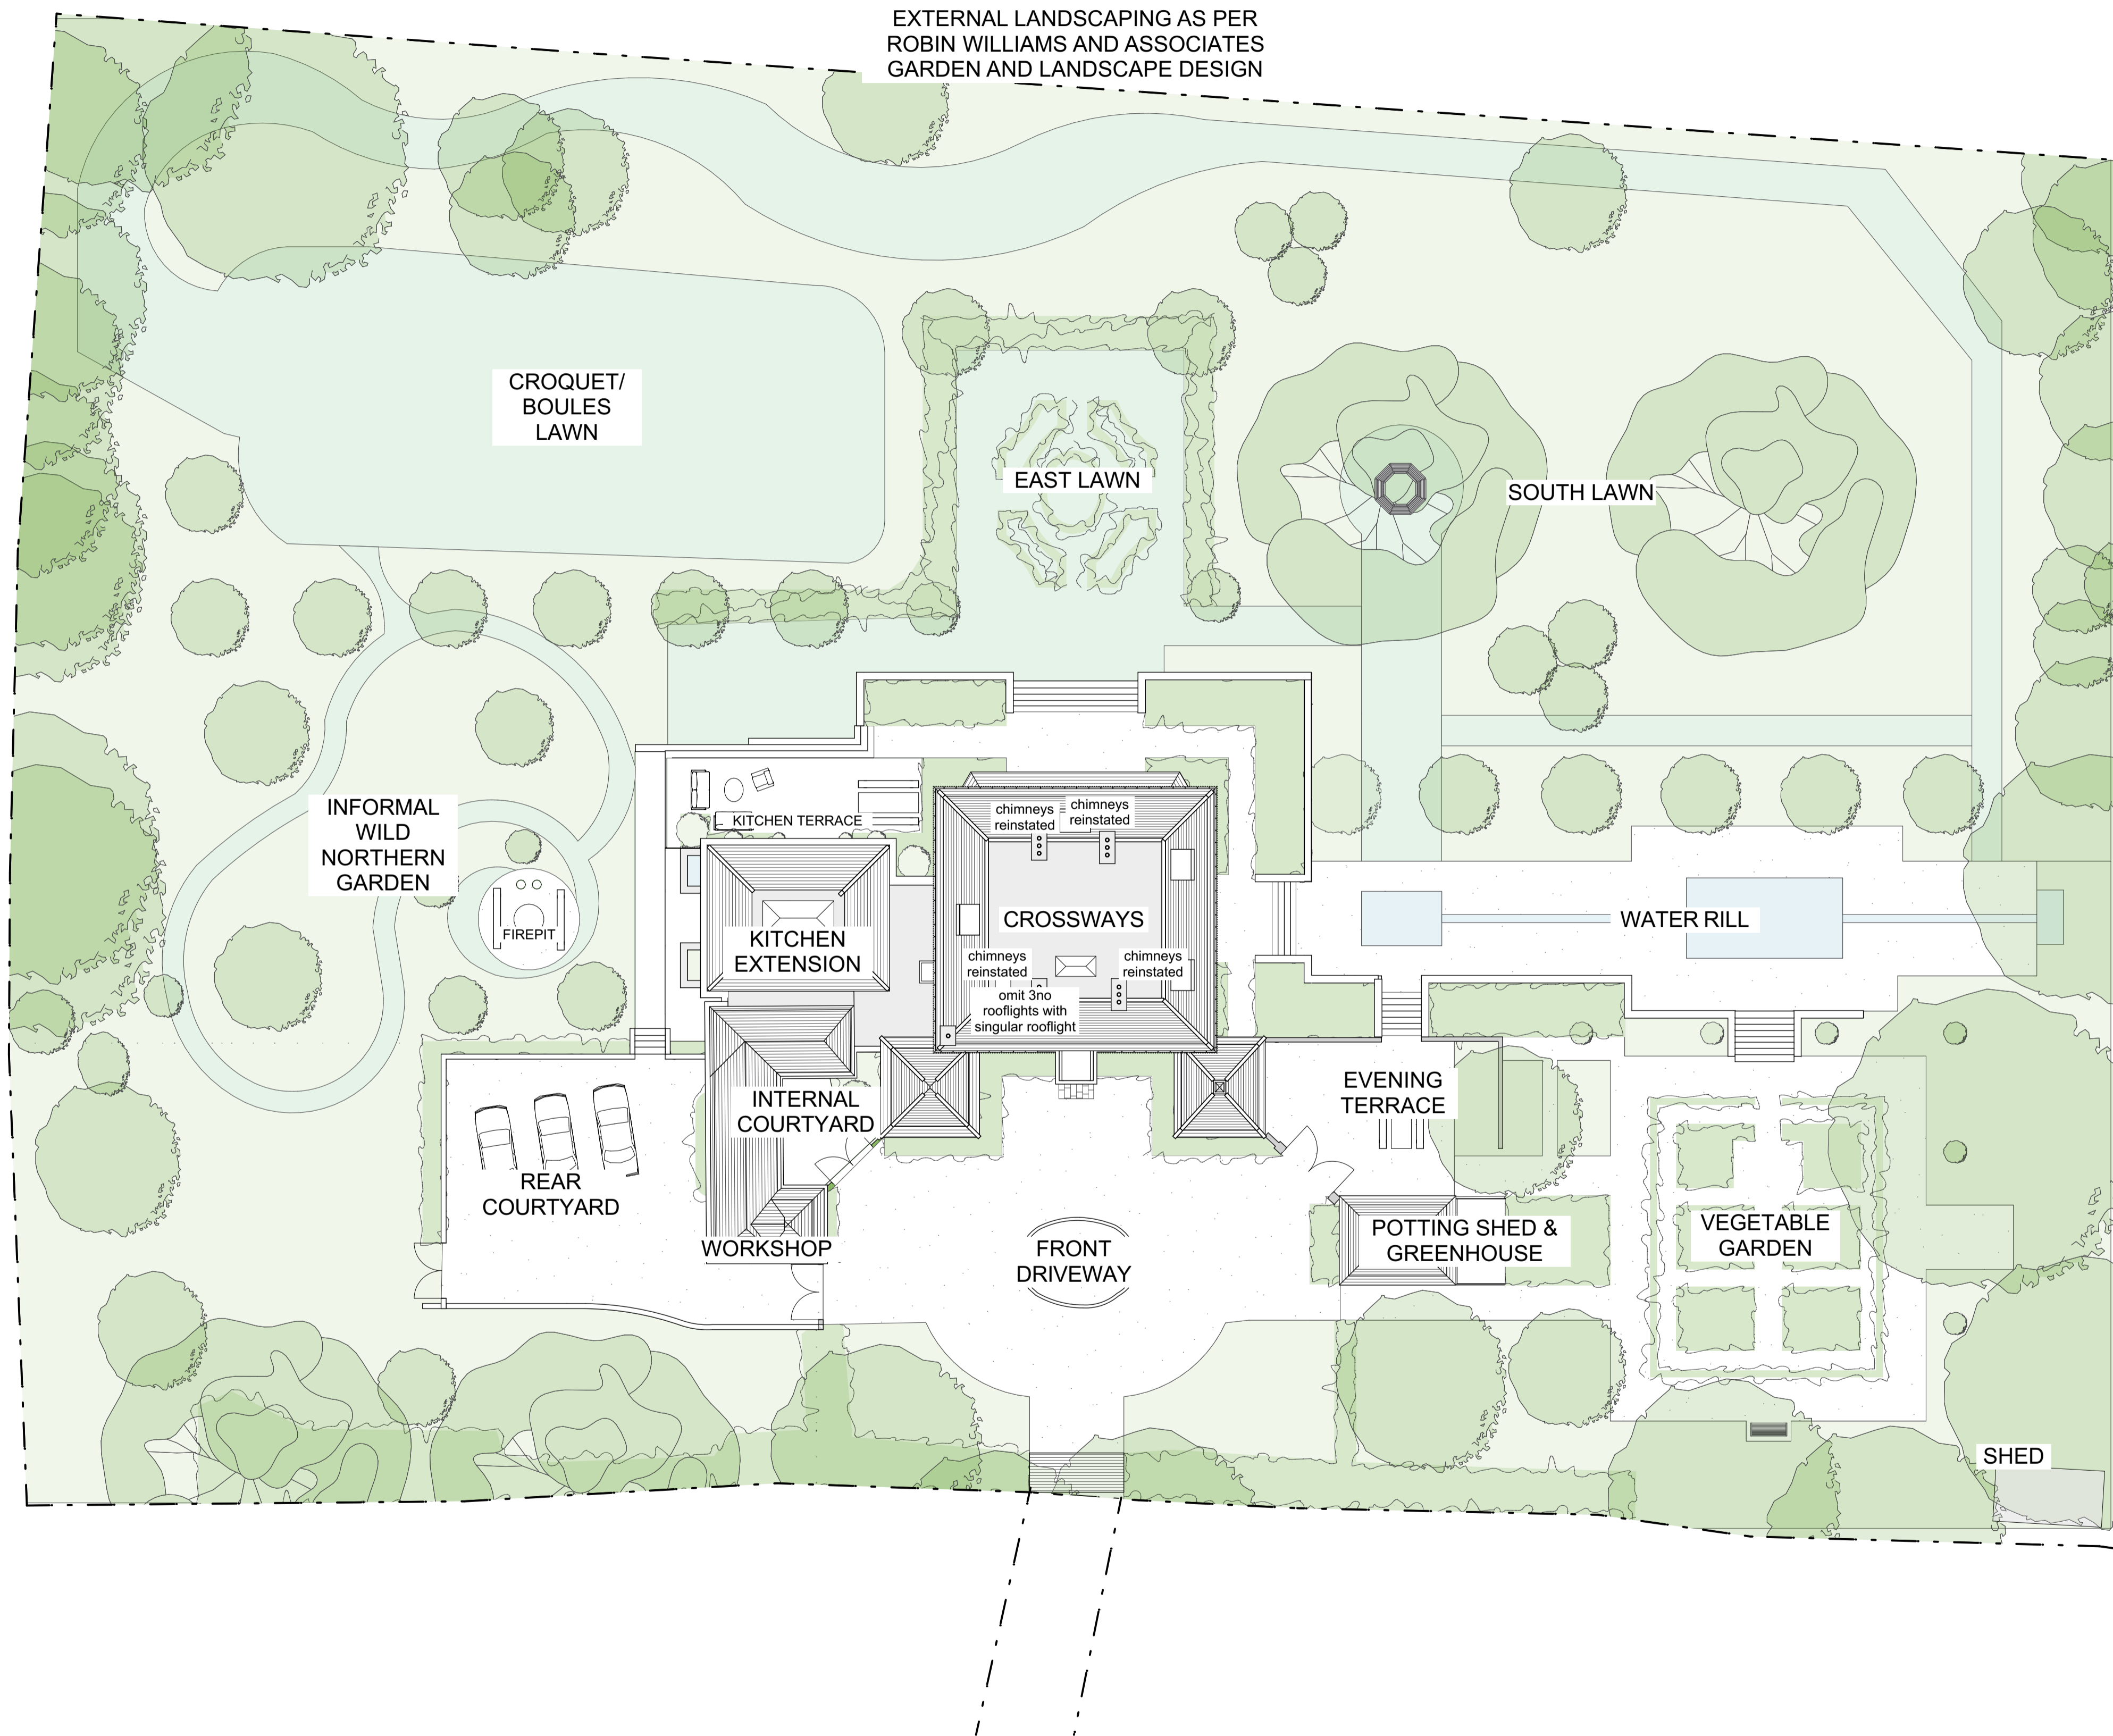 EXTERNAL LANDSCAPING AS PER
ROBIN WILLIAMS AND ASSOCIATES
GARDEN AND LANDSCAPE DESIGN
CROQUET/
BOULES
LAWN
EAST LAWN
SOUTH LAWN
INFORMAL
WILD
NORTHERN
GARDEN
FIREPIT
KITCHEN TERRACE
chimneys
reinstated
chimneys
reinstated
CROSSWAYS
KITCHEN
EXTENSION
chimneys
reinstated
chimneys
reinstated
omit 3no
rooflights with
singular rooflight
WATER RILL
INTERNAL
COURTYARD
EVENING
TERRACE
REAR
COURTYARD
WORKSHOP
FRONT
DRIVEWAY
POTTING SHED &
GREENHOUSE
VEGETABLE
GARDEN
SHED